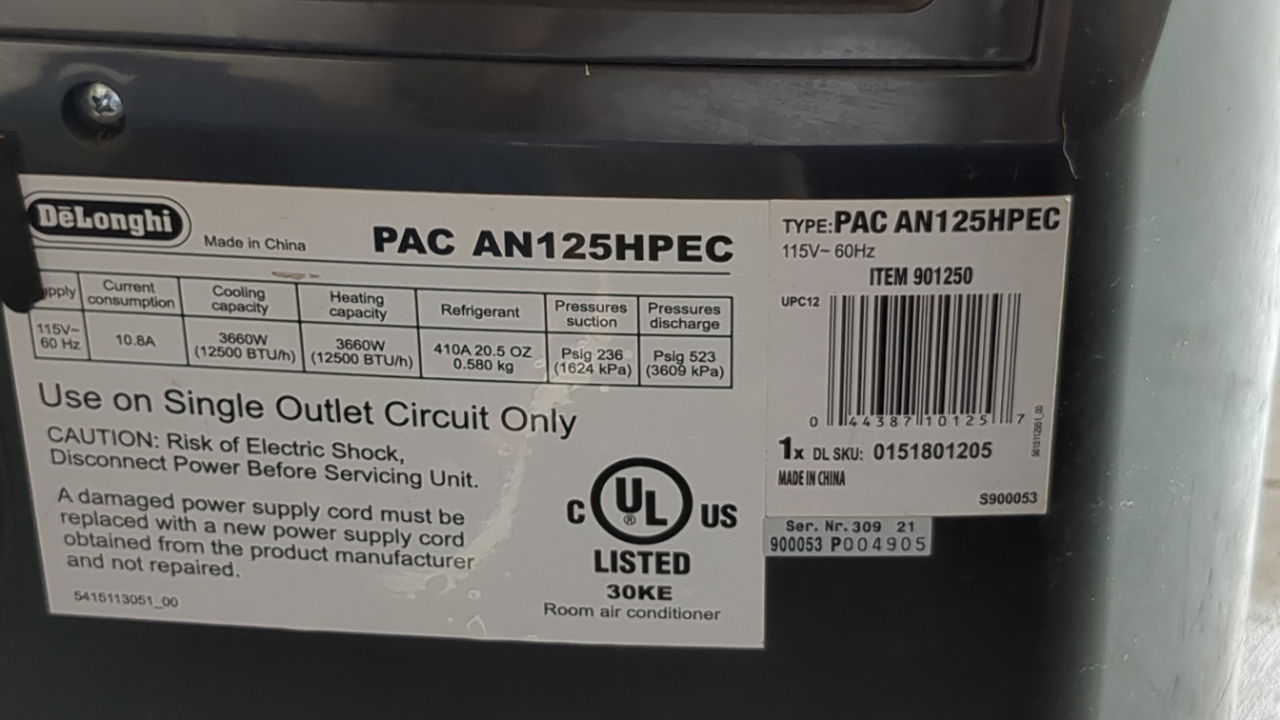 DēLonghi
Made in China
PAC AN125HPEC
Current consumption
Cooling capacity
Heating capacity
Refrigerant
Pressures suction
Pressures discharge
115V~ 60 Hz
10.8A
3660W (12500 BTU/h)
3660W (12500 BTU/h)
410A 20.5 OZ 0.580 kg
Psig 236 (1624 kPa)
Psig 523 (3609 kPa)
Use on Single Outlet Circuit Only
CAUTION: Risk of Electric Shock,
Disconnect Power Before Servicing Unit.
A damaged power supply cord must be
replaced with a new power supply cord
obtained from the product manufacturer
and not repaired.
5415113051_00
C UL ® US
LISTED
30KE
Room air conditioner
TYPE:PAC AN125HPEC
115V~ 60Hz
ITEM 901250
UPC12
0 44387 10125 7
1x DL SKU: 0151801205
MADE IN CHINA
S900053
Ser. Nr. 309 21
900053 P004905